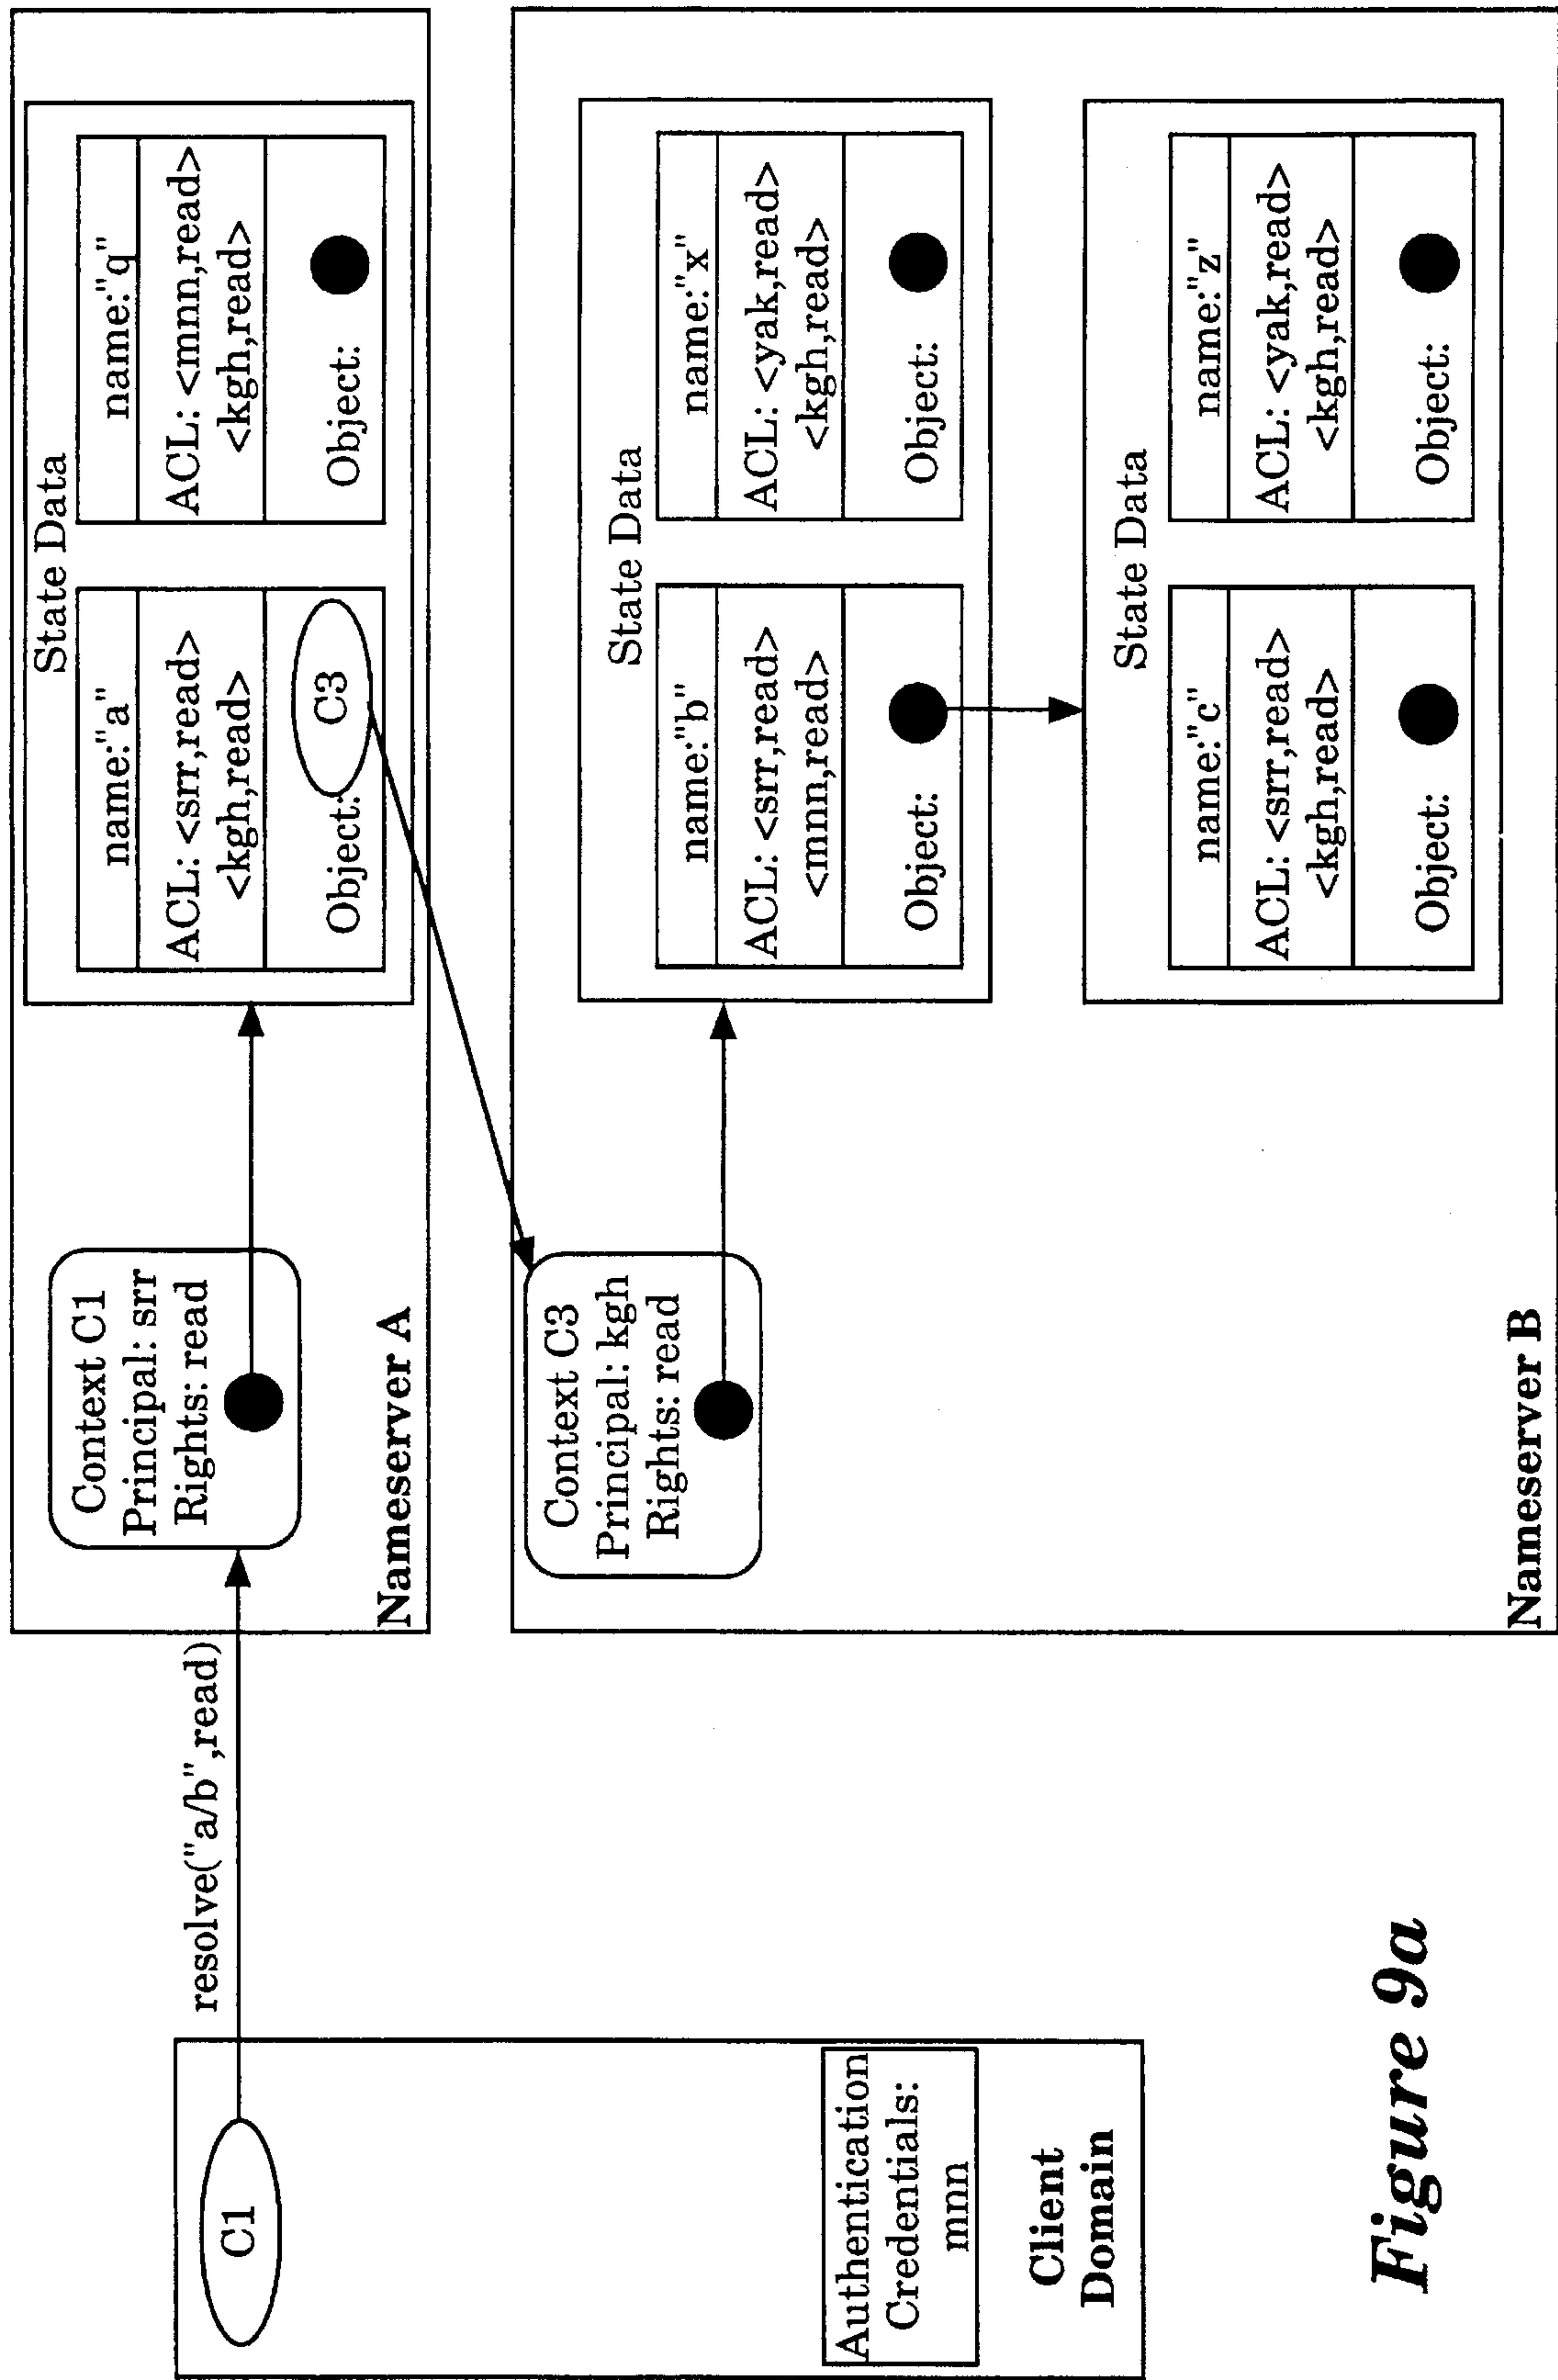 C1
resolve("a/b",read)
Authentication
Credentials:
mnn
Client
Domain
Context C1
Principal: srr
Rights: read
Nameserver A
State Data
name:"a"
ACL: <srr,read>
<kgh,read>
Object:
C3
name:"q"
ACL: <mnn,read>
<kgh,read>
Object:
Context C3
Principal: kgh
Rights: read
Nameserver B
State Data
name:"b"
ACL: <srr,read>
<mnn,read>
Object:
name:"x"
ACL: <yak,read>
<kgh,read>
Object:
State Data
name:"c"
ACL: <srr,read>
<kgh,read>
Object:
name:"z"
ACL: <yak,read>
<kgh,read>
Object:
Figure 9a